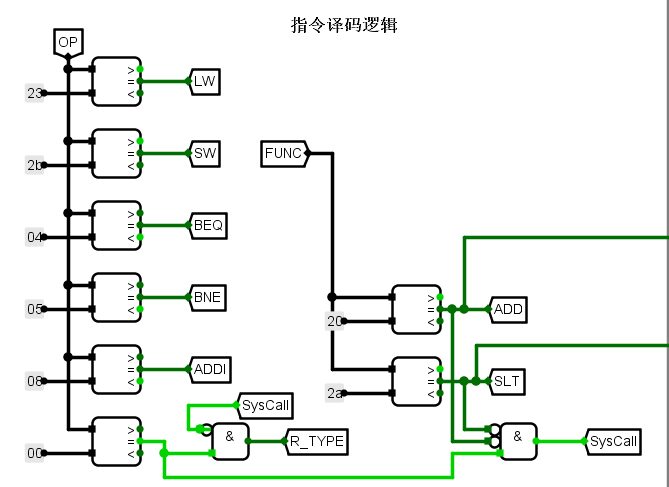 指令译码逻辑
OP
>
=
<
LW
23
>
=
<
SW
2b
FUNC
>
=
<
BEQ
04
>
=
<
BNE
05
>
=
<
ADD
20
>
=
<
ADDI
08
>
=
<
SLT
2a
SysCall
>
=
<
00
&
R_TYPE
&
SysCall